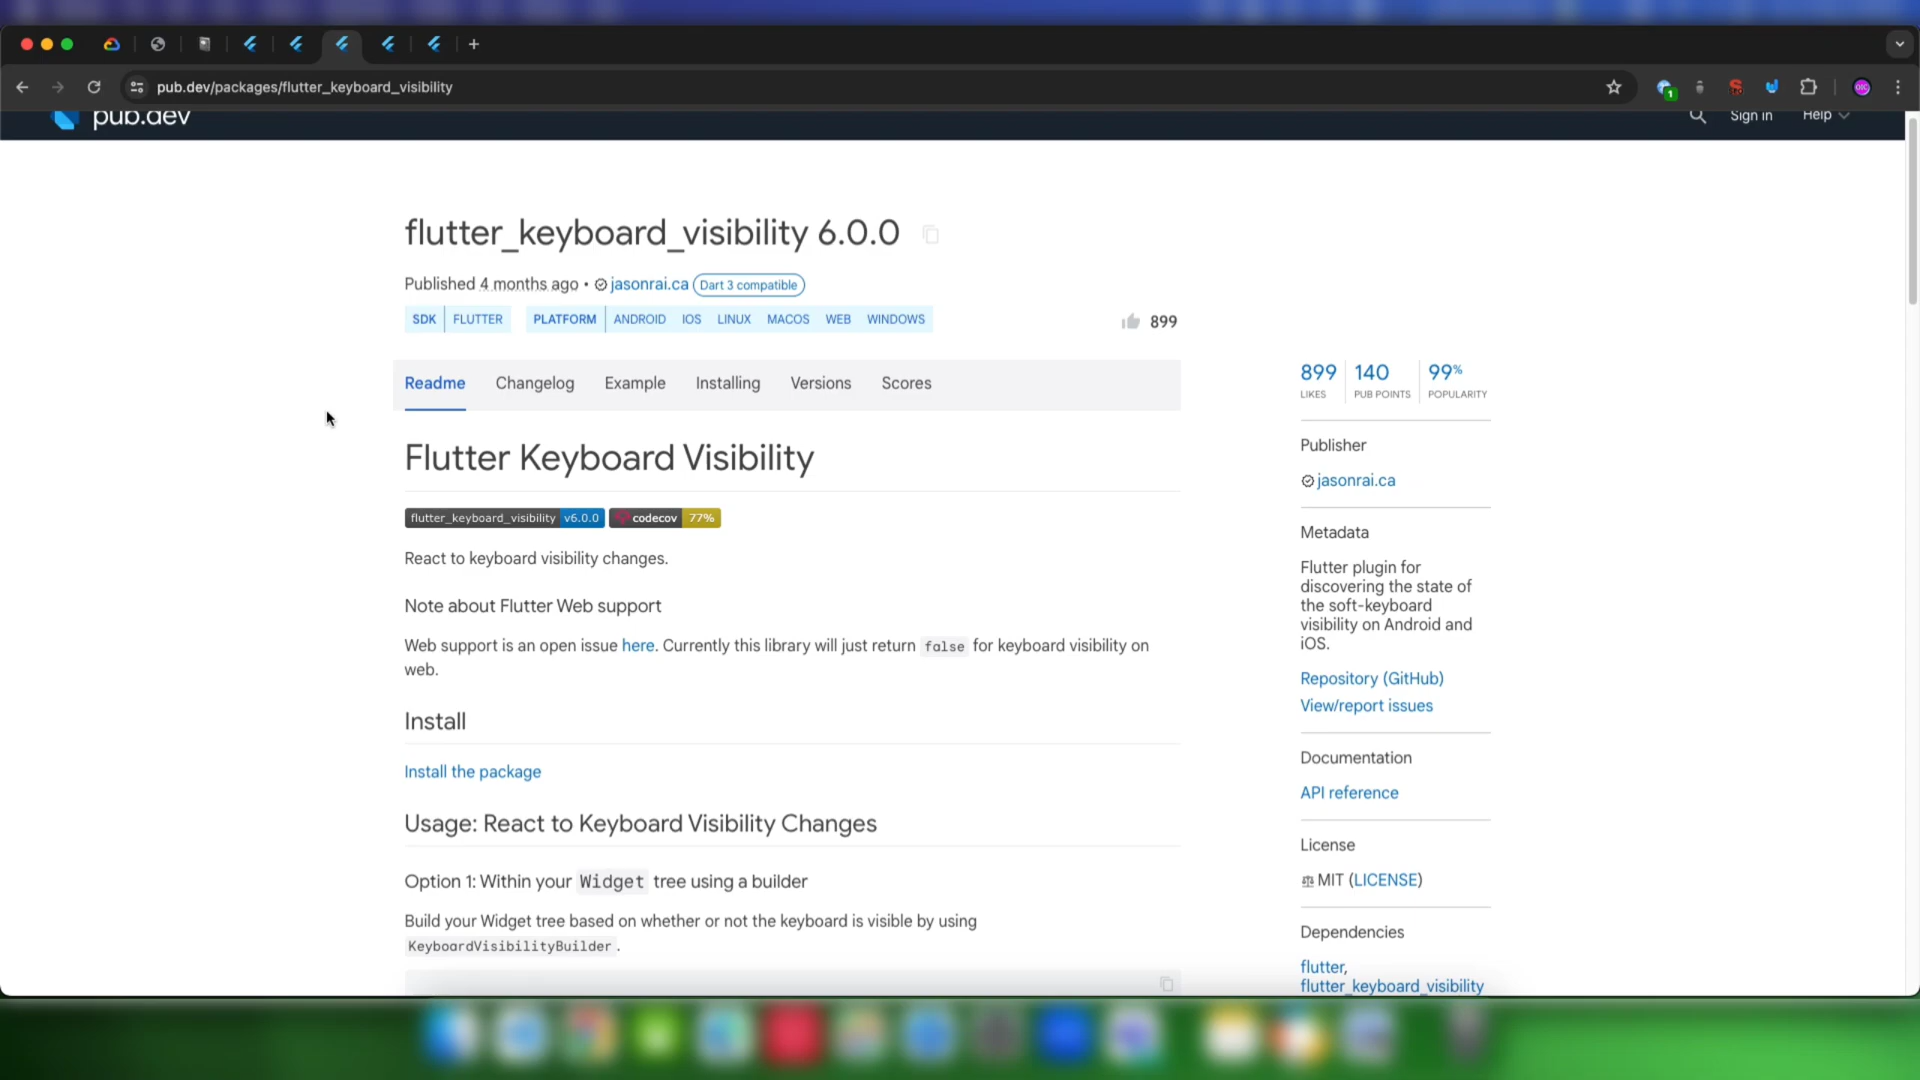 pub.dev/packages/flutter_keyboard_visibility
1
pub.dev
Sign in
Help
flutter_keyboard_visibility 6.0.0
Published 4 months ago • jasonrai.ca Dart 3 compatible
SDK FLUTTER PLATFORM ANDROID IOS LINUX MACOS WEB WINDOWS
899
Readme Changelog Example Installing Versions Scores
Flutter Keyboard Visibility
flutter_keyboard_visibility v6.0.0 codecov 77%
React to keyboard visibility changes.
Note about Flutter Web support
Web support is an open issue here. Currently this library will just return false for keyboard visibility on
web.
Install
Install the package
Usage: React to Keyboard Visibility Changes
Option 1: Within your Widget tree using a builder
Build your Widget tree based on whether or not the keyboard is visible by using
KeyboardVisibilityBuilder.
899 140 99%
LIKES PUB POINTS POPULARITY
Publisher
jasonrai.ca
Metadata
Flutter plugin for
discovering the state of
the soft-keyboard
visibility on Android and
iOS.
Repository (GitHub)
View/report issues
Documentation
API reference
License
MIT (LICENSE)
Dependencies
flutter,
flutter_keyboard_visibility